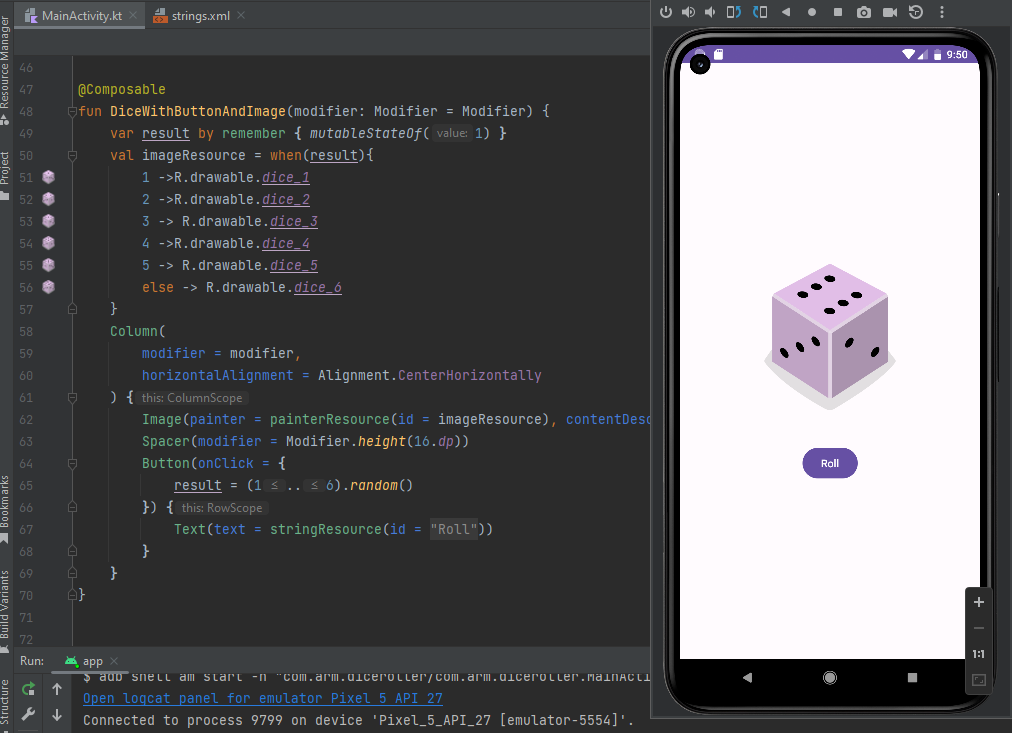 MainActivity.kt
strings.xml
Resource Manager
Project
Bookmarks
Build Variants
Structure
46
47 @Composable
48 fun DiceWithButtonAndImage(modifier: Modifier = Modifier) {
49 var result by remember { mutableStateOf( value: 1) }
50 val imageResource = when(result){
51 1 ->R.drawable.dice_1
52 2 ->R.drawable.dice_2
53 3 -> R.drawable.dice_3
54 4 ->R.drawable.dice_4
55 5 -> R.drawable.dice_5
56 else -> R.drawable.dice_6
57 }
58 Column(
59 modifier = modifier,
60 horizontalAlignment = Alignment.CenterHorizontally
61 ) { this: ColumnScope
62 Image(painter = painterResource(id = imageResource), contentDesc
63 Spacer(modifier = Modifier.height(16.dp))
64 Button(onClick = {
65 result = (1 ≤ .. ≤ 6).random()
66 }) { this: RowScope
67 Text(text = stringResource(id = "Roll"))
68 }
69 }
70 }
71
72
Run: app
$ adb shell am start -n "com.arm.diceroller/com.arm.diceroller.MainActi
Open logcat panel for emulator Pixel 5 API 27
Connected to process 9799 on device 'Pixel_5_API_27 [emulator-5554]'.
9:50
Roll
1:1